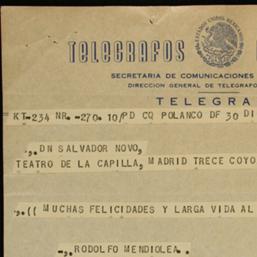 TELEGRAFOS
SECRETARIA DE COMUNICACIONES
DIRECCION GENERAL DE TELEGRAFO
TELEGRA
KT-234 NR.-270. 10/PD CQ POLANCO DF 30 DI
,.DN SALVADOR NOVO,
TEATRO DE LA CAPILLA, MADRID TRECE COYO
,.(( MUCHAS FELICIDADES Y LARGA VIDA AL
,.RODOLFO MENDIOLEA.